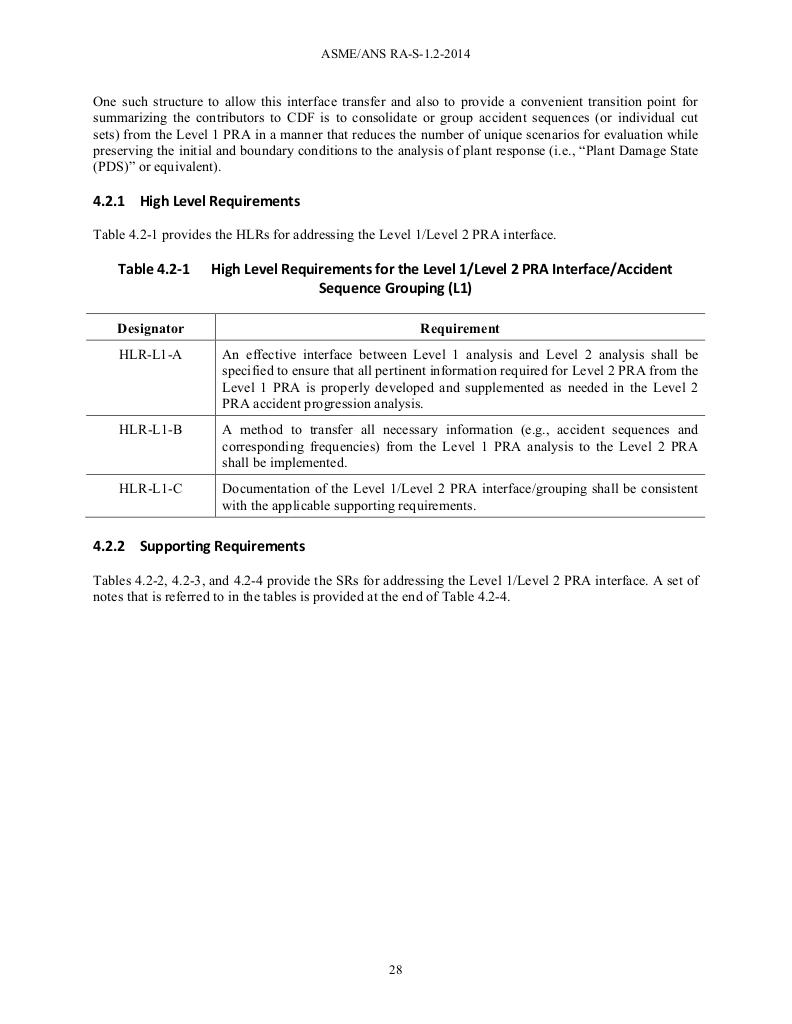 ASME/ANS RA-S-1.2-2014
One such structure to allow this interface transfer and also to provide a convenient transition point for
summarizing the contributors to CDF is to consolidate or group accident sequences (or individual cut
sets) from the Level 1 PRA in a manner that reduces the number of unique scenarios for evaluation while
preserving the initial and boundary conditions to the analysis of plant response (i.e., “Plant Damage State
(PDS)” or equivalent).
4.2.1 High Level Requirements
Table 4.2-1 provides the HLRs for addressing the Level 1/Level 2 PRA interface.
Table 4.2-1 High Level Requirements for the Level 1/Level 2 PRA Interface/Accident
Sequence Grouping (L1)
Designator Requirement
HLR-L1-A An effective interface between Level 1 analysis and Level 2 analysis shall be
specified to ensure that all pertinent information required for Level 2 PRA from the
Level 1 PRA is properly developed and supplemented as needed in the Level 2
PRA accident progression analysis.
HLR-L1-B A method to transfer all necessary information (e.g., accident sequences and
corresponding frequencies) from the Level 1 PRA analysis to the Level 2 PRA
shall be implemented.
HLR-L1-C Documentation of the Level 1/Level 2 PRA interface/grouping shall be consistent
with the applicable supporting requirements.
4.2.2 Supporting Requirements
Tables 4.2-2, 4.2-3, and 4.2-4 provide the SRs for addressing the Level 1/Level 2 PRA interface. A set of
notes that is referred to in the tables is provided at the end of Table 4.2-4.
28